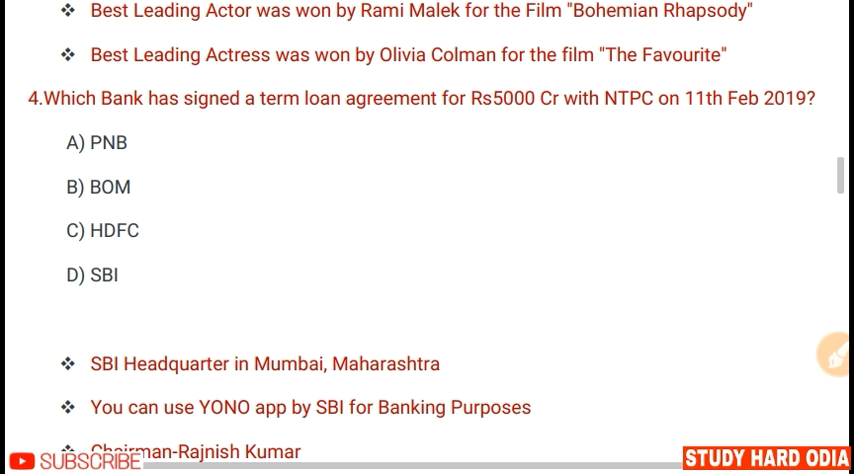 ❖ Best Leading Actor was won by Rami Malek for the Film "Bohemian Rhapsody"
❖ Best Leading Actress was won by Olivia Colman for the film "The Favourite"
4.Which Bank has signed a term loan agreement for Rs5000 Cr with NTPC on 11th Feb 2019?
A) PNB
B) BOM
C) HDFC
D) SBI
❖ SBI Headquarter in Mumbai, Maharashtra
❖ You can use YONO app by SBI for Banking Purposes
❖ Chairman-Rajnish Kumar
SUBSCRIBE
STUDY HARD ODIA